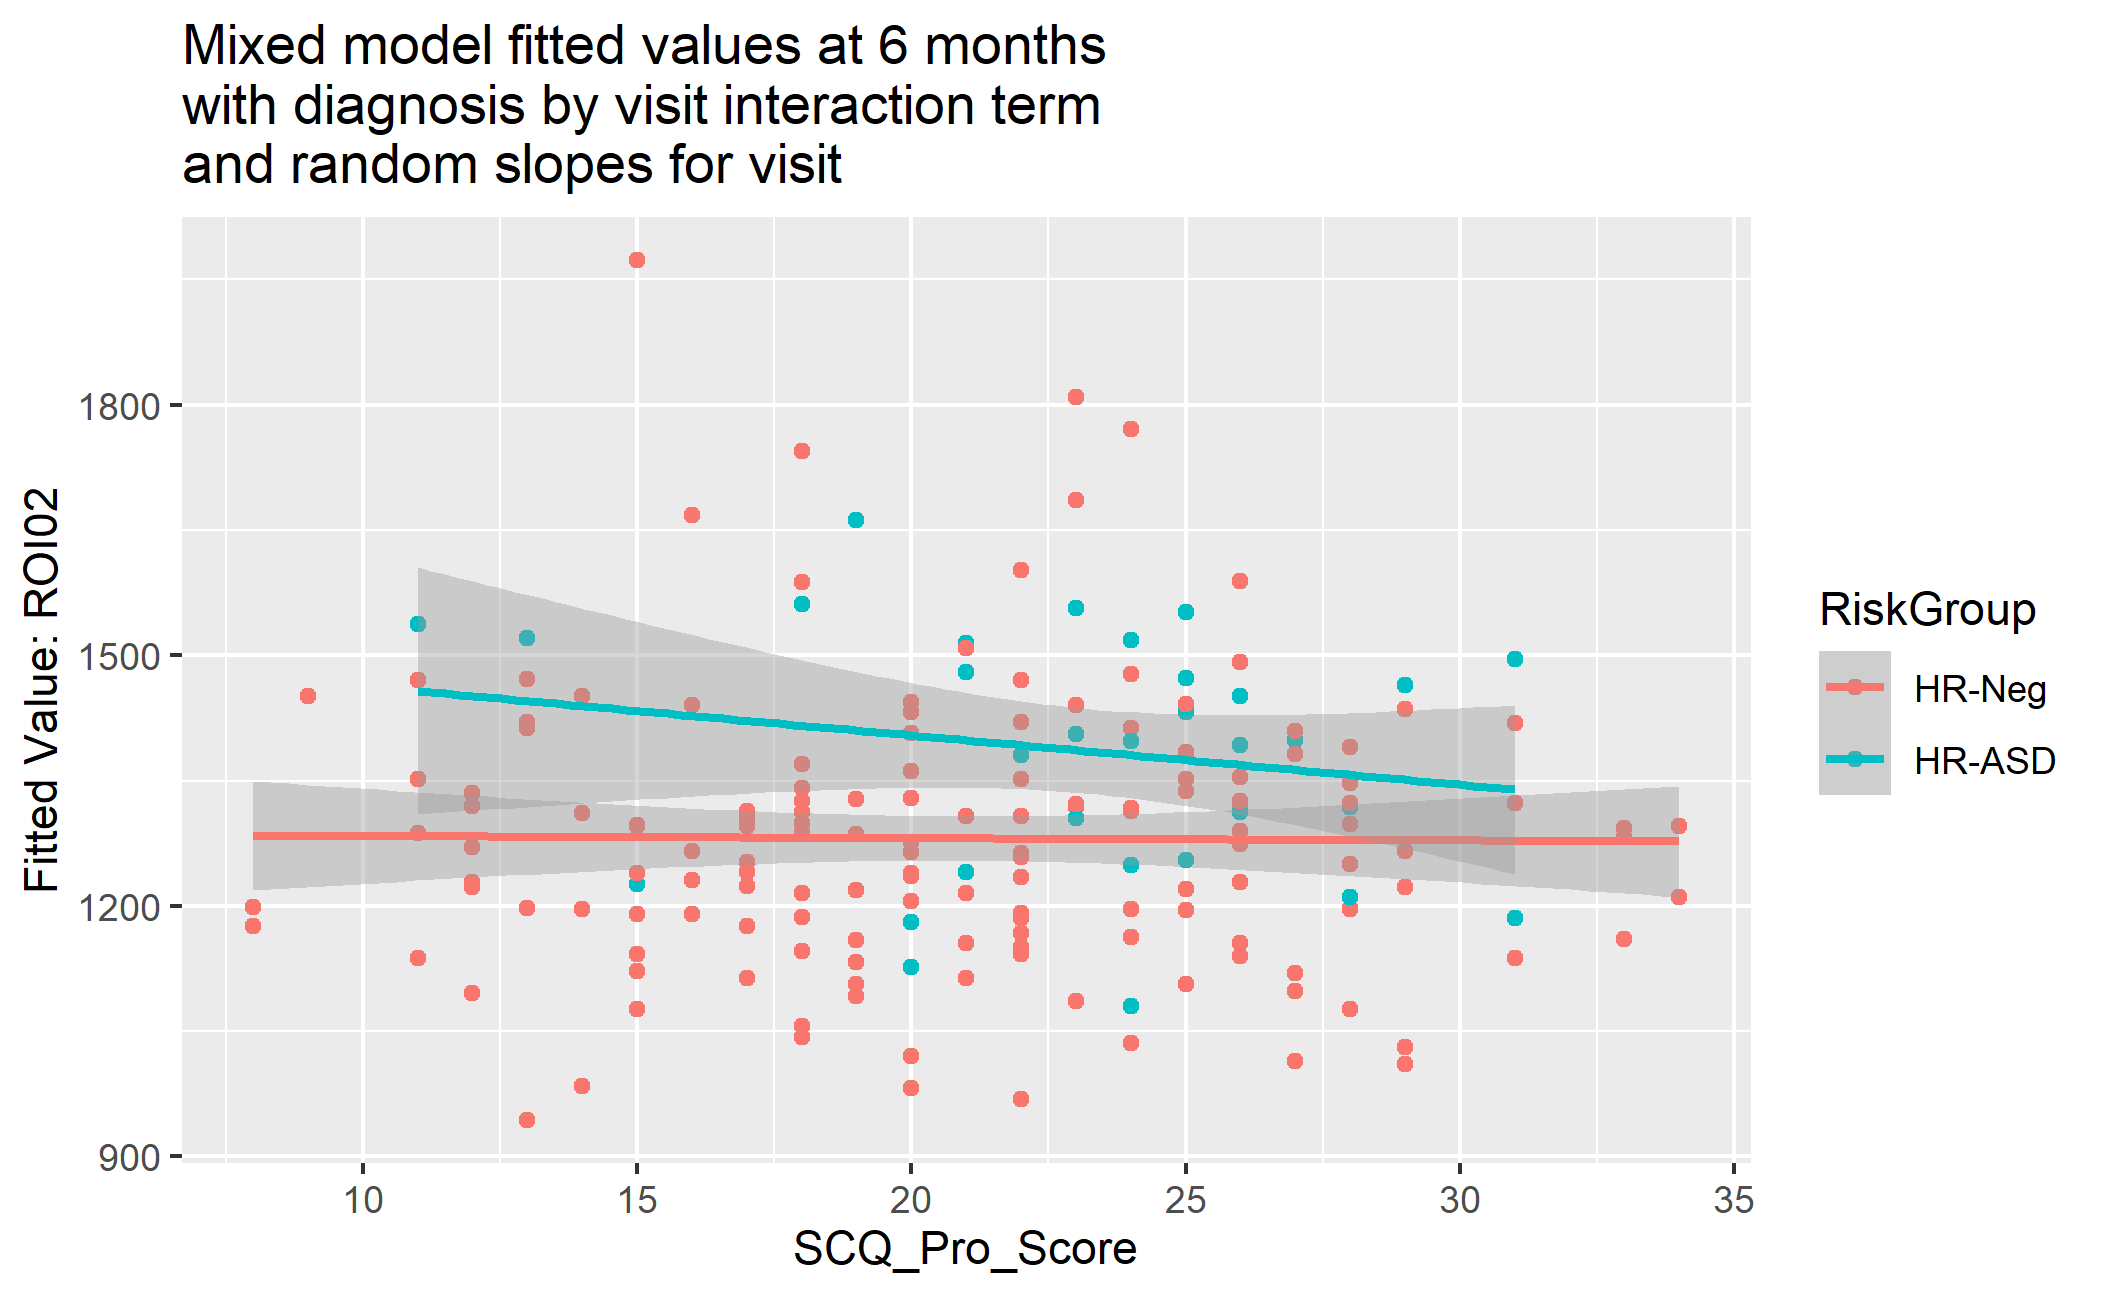 Mixed model fitted values at 6 months
with diagnosis by visit interaction term
and random slopes for visit
Fitted Value: ROI02
1800
1500
1200
900
10 15 20 25 30 35
SCQ_Pro_Score
RiskGroup
HR-Neg
HR-ASD